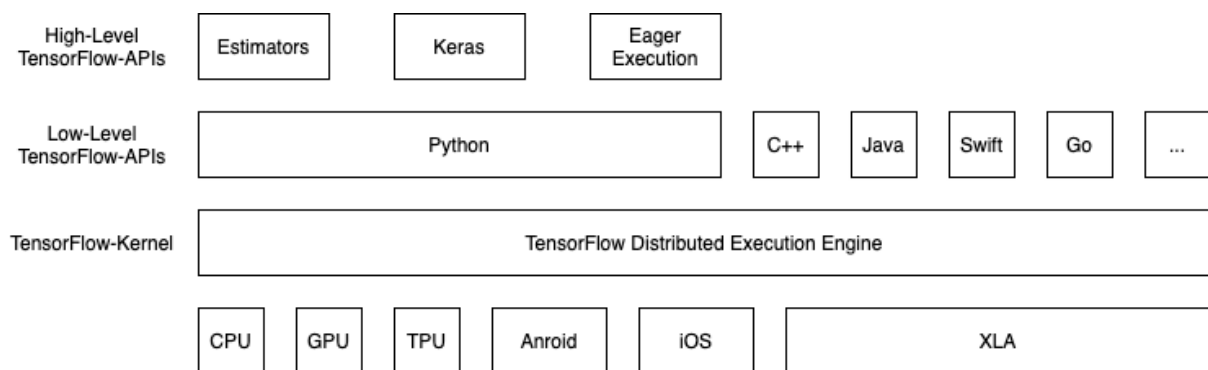 High-Level
TensorFlow-APIs
Estimators
Keras
Eager
Execution
Low-Level
TensorFlow-APIs
Python
C++
Java
Swift
Go
...
TensorFlow-Kernel
TensorFlow Distributed Execution Engine
CPU
GPU
TPU
Anroid
iOS
XLA